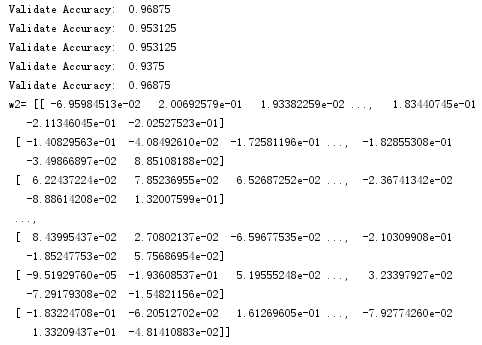 Validate Accuracy:  0.96875
Validate Accuracy:  0.953125
Validate Accuracy:  0.953125
Validate Accuracy:  0.9375
Validate Accuracy:  0.96875
w2= [[ -6.95984513e-02   2.00692579e-01   1.93382259e-02 ...,   1.83440745e-01
   -2.11346045e-01  -2.02527523e-01]
 [ -1.40829563e-01  -4.08492610e-02  -1.72581196e-01 ...,  -1.82855308e-01
   -3.49866897e-02   8.85108188e-02]
 [  6.22437224e-02   7.85236955e-02   6.52687252e-02 ...,  -2.36741342e-02
   -8.88614208e-02   1.32007599e-01]
 ...,
 [  8.43995437e-02   2.70802137e-02  -6.59677535e-02 ...,  -2.10309908e-01
   -1.85247753e-02   5.75686954e-02]
 [ -9.51929760e-05  -1.93608537e-01   5.19555248e-02 ...,   3.23397927e-02
   -7.29179308e-02  -1.54821156e-02]
 [ -1.83224708e-01  -6.20512702e-02   1.61269605e-01 ...,  -7.92774260e-02
    1.33209437e-01  -4.81410883e-02]]